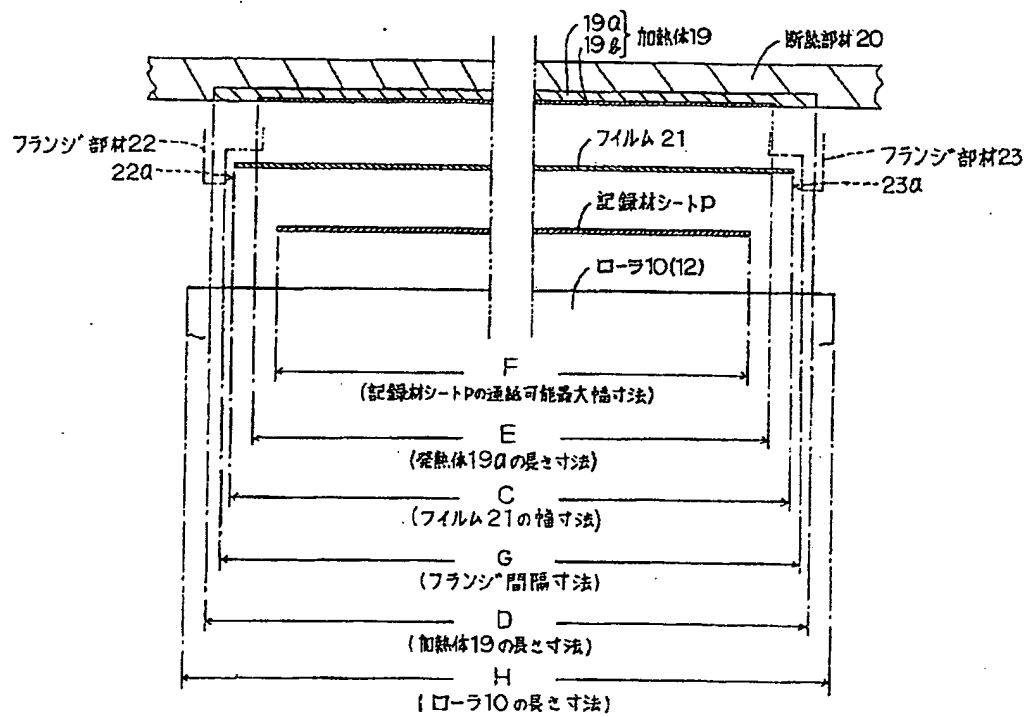 19a
19b
加熱体19
断熱部材20
フランジ部材22
22a
フイルム21
フランジ部材23
23a
記録材シートP
ローラ10(12)
F
(記録材シートPの通紙可能最大幅寸法)
E
(発熱体19aの長さ寸法)
C
(フイルム21の幅寸法)
G
(フランジ間隔寸法)
D
(加熱体19の長さ寸法)
H
(ローラ10の長さ寸法)